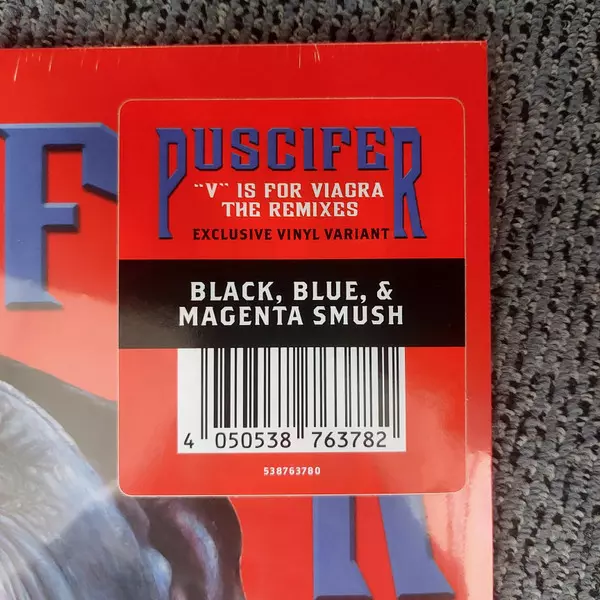 F
PUSCIFER
"V" IS FOR VIAGRA
THE REMIXES
EXCLUSIVE VINYL VARIANT
BLACK, BLUE, &
MAGENTA SMUSH
4 050538 763782
538763780